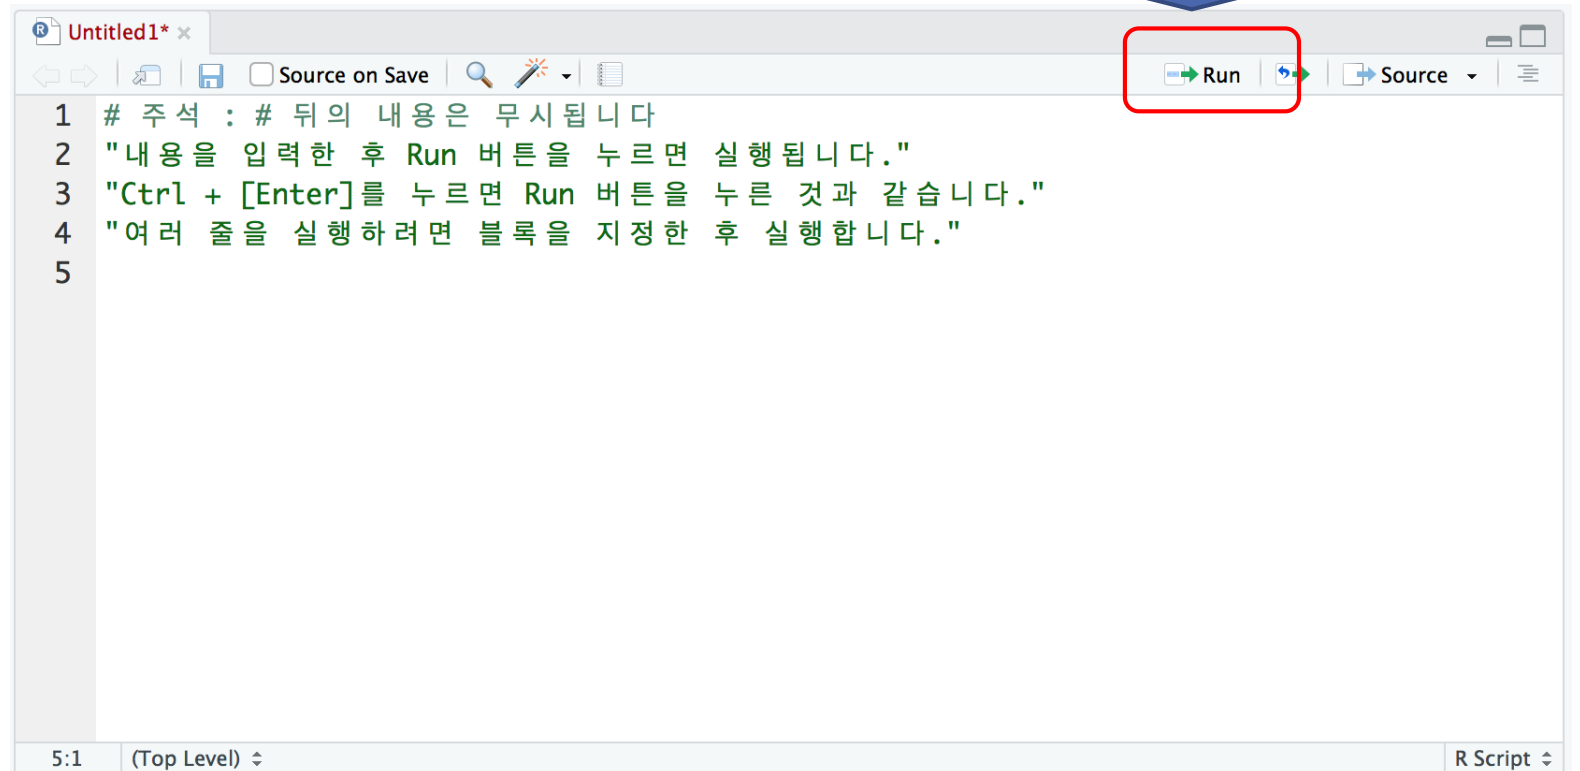 Untitled1*
Source on Save Run Source
1 # 주석 : # 뒤의 내용은 무시됩니다
2 "내용을 입력한 후 Run 버튼을 누르면 실행됩니다."
3 "Ctrl + [Enter]를 누르면 Run 버튼을 누른 것과 같습니다."
4 "여러 줄을 실행하려면 블록을 지정한 후 실행합니다."
5
5:1 (Top Level) R Script